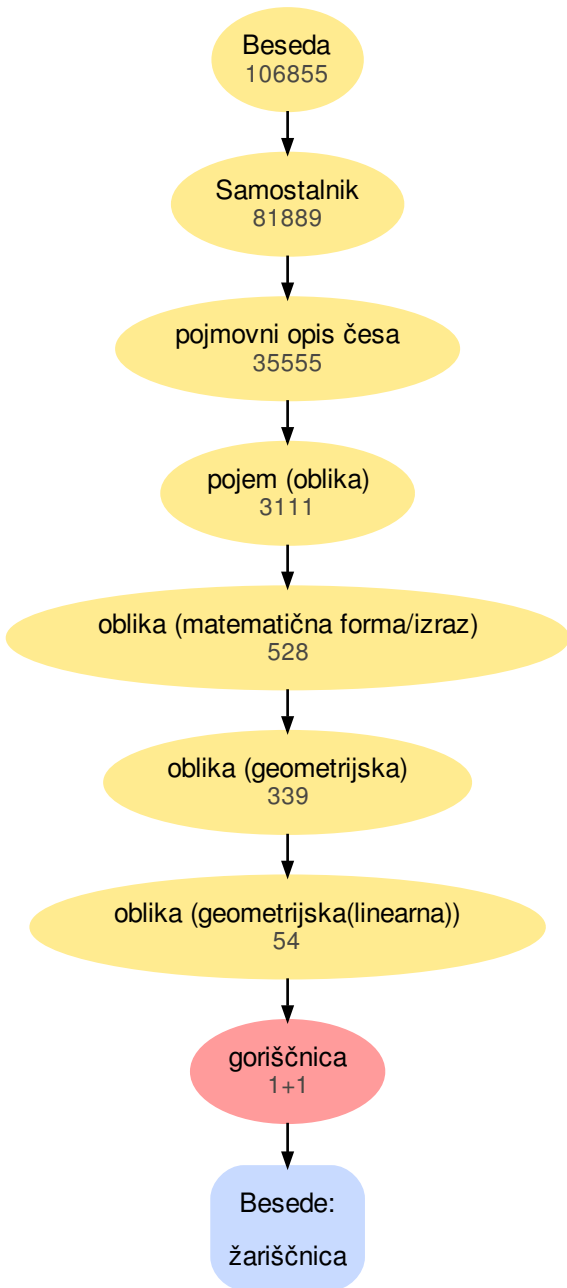 Beseda
106855
Samostalnik
81889
pojmovni opis česa
35555
pojem (oblika)
3111
oblika (matematična forma/izraz)
528
oblika (geometrijska)
339
oblika (geometrijska(linearna))
54
goriščnica
1+1
Besede:
žariščnica